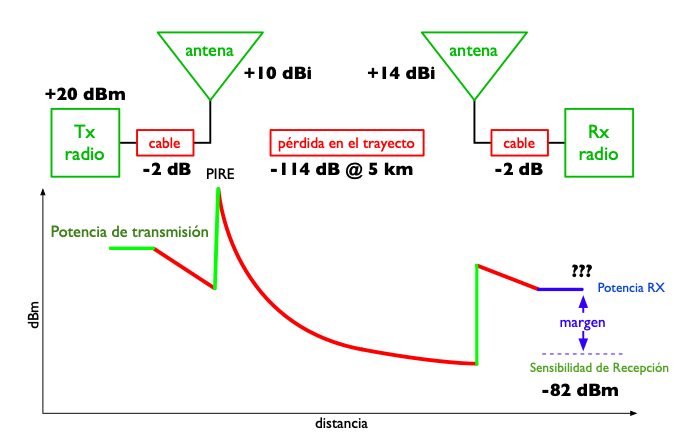 antena
antena
+10 dBi
+14 dBi
+20 dBm
Tx
radio
cable
-2 dB
pérdida en el trayecto
-114 dB @ 5 km
cable
-2 dB
Rx
radio
PIRE
Potencia de transmisión
???
Potencia RX
margen
Sensibilidad de Recepción
-82 dBm
dBm
distancia